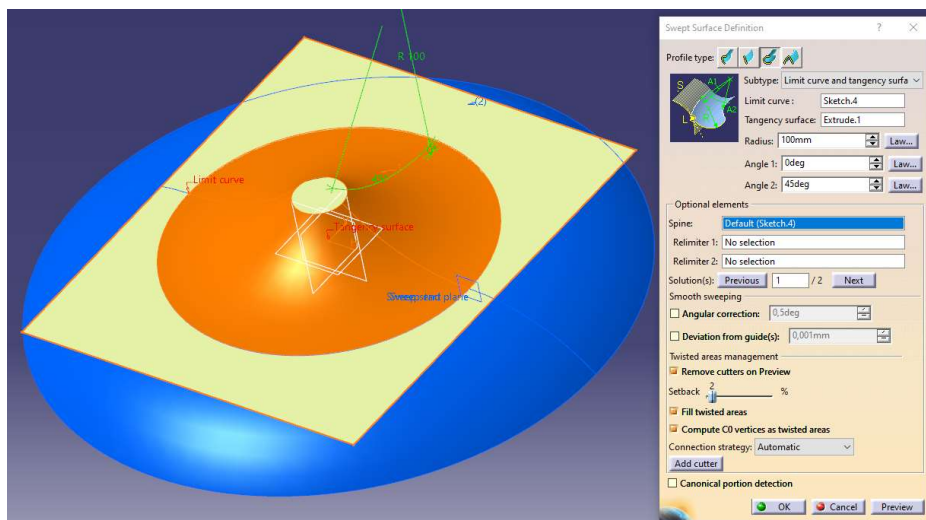 R 100
(2)
Limit curve
Tangency surface
Swept Surface Definition
?
Profile type:
Subtype: Limit curve and tangency surfa
Limit curve : Sketch.4
Tangency surface: Extrude.1
Radius: 100mm Law...
Angle 1: 0deg Law...
Angle 2: 45deg Law...
S
A1
A2
L
Optional elements
Spine: Default (Sketch.4)
Relimiter 1: No selection
Relimiter 2: No selection
Solution(s): Previous 1 / 2 Next
Smooth sweeping
Angular correction: 0,5deg
Deviation from guide(s): 0,001mm
Twisted areas management
Remove cutters on Preview
Setback 2 %
Fill twisted areas
Compute C0 vertices as twisted areas
Connection strategy: Automatic
Add cutter
Canonical portion detection
OK Cancel Preview